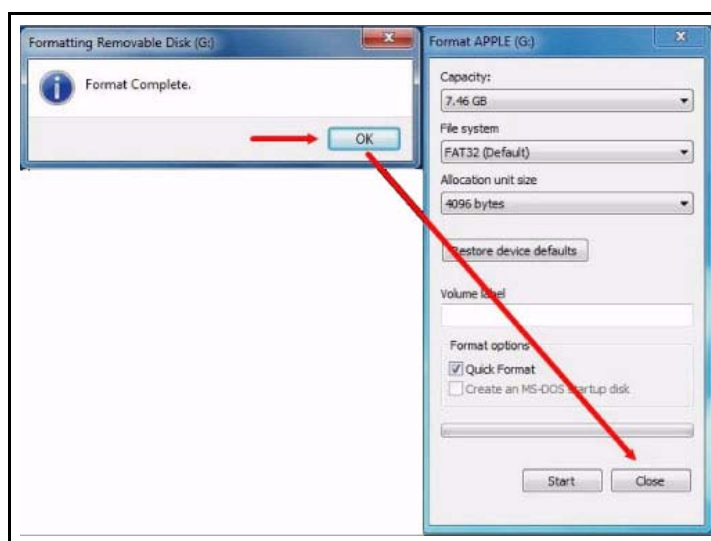 Formatting Removable Disk (G:)
Format Complete.
OK
Format APPLE (G:)
Capacity:
7.46 GB
File system
FAT32 (Default)
Allocation unit size
4096 bytes
Restore device defaults
Volume label
Format options
Quick Format
Create an MS-DOS startup disk
Start
Close